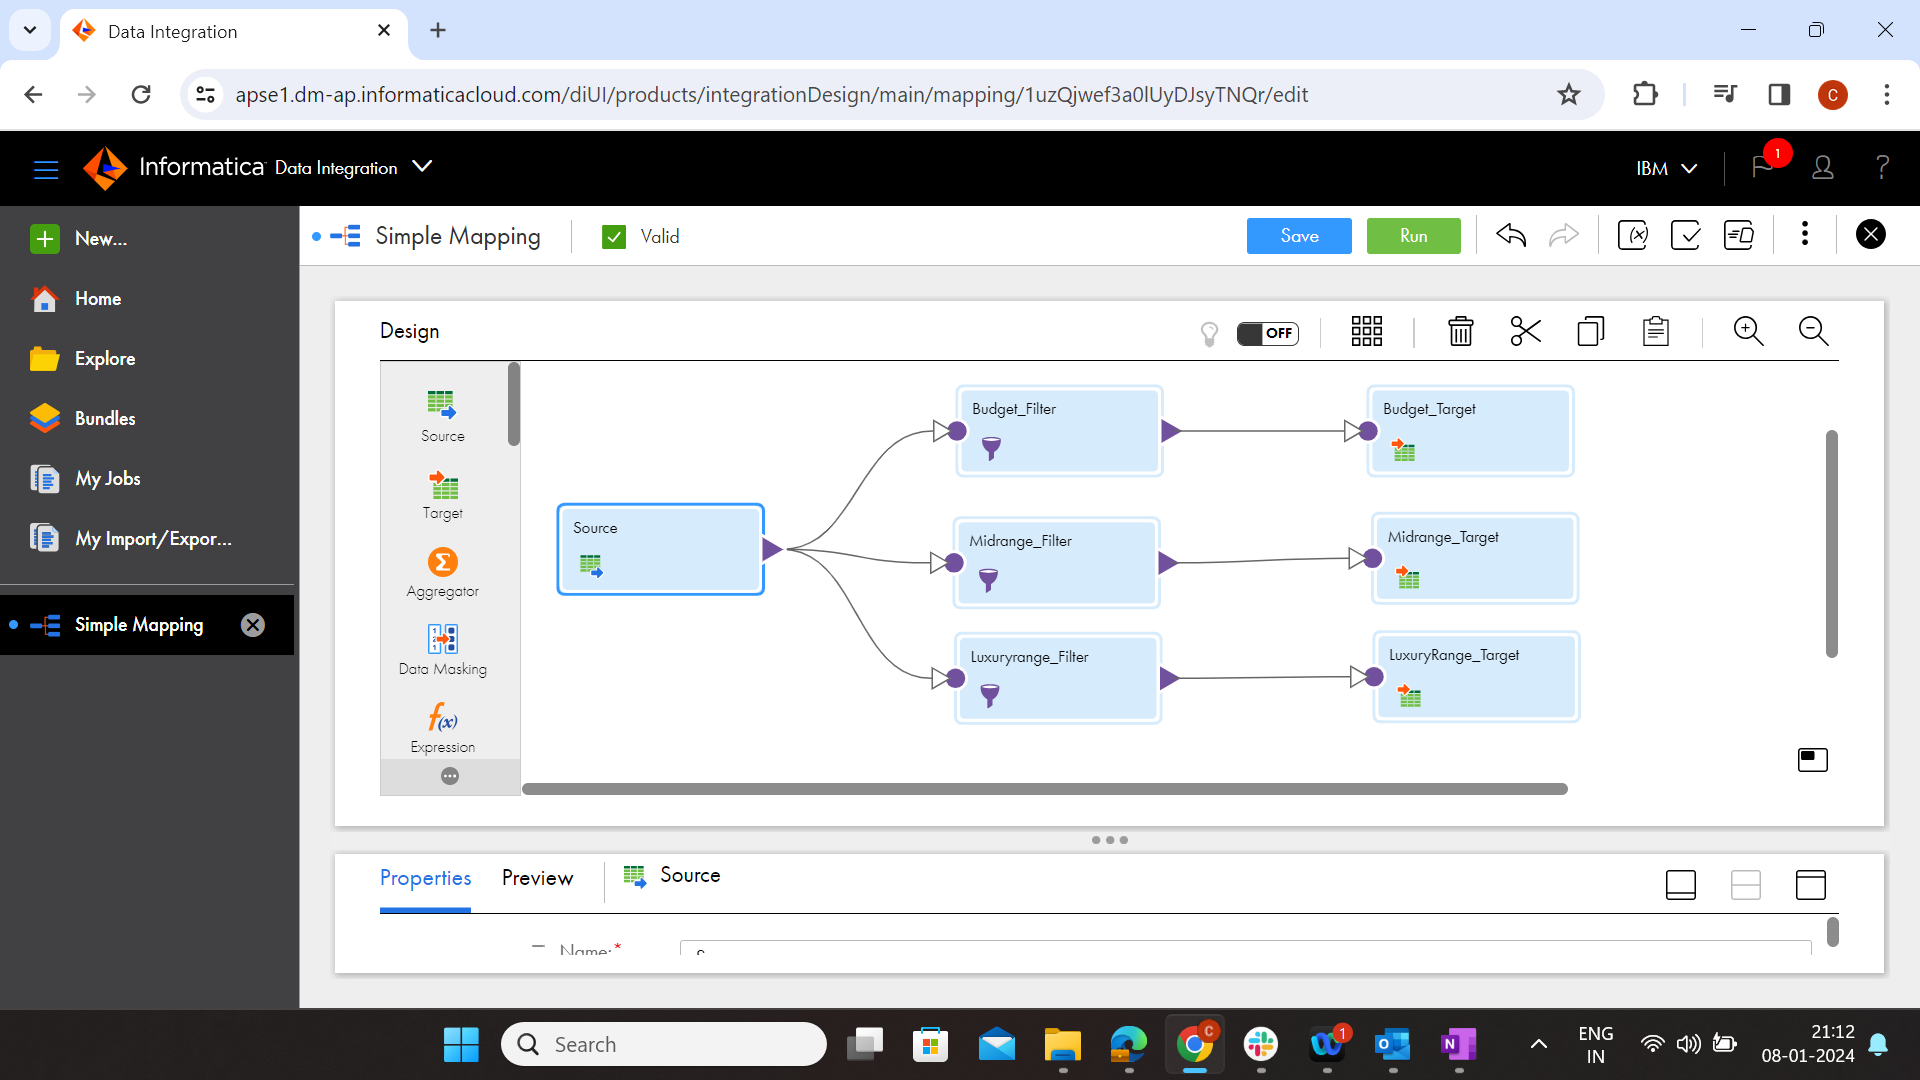 Data Integration
apse1.dm-ap.informaticacloud.com/diUI/products/integrationDesign/main/mapping/1uzQjwef3a0lUyDJsyTNQr/edit
C
Informatica Data Integration
IBM
1
?
New...
Home
Explore
Bundles
My Jobs
My Import/Expor...
Simple Mapping
Simple Mapping
Valid
Save
Run
(x)
Design
OFF
Source
Target
Aggregator
Data Masking
f(x)
Expression
Source
Budget_Filter
Budget_Target
Midrange_Filter
Midrange_Target
Luxuryrange_Filter
LuxuryRange_Target
Properties
Preview
Source
Name:*
Search
C
1
ENG
IN
21:12
08-01-2024